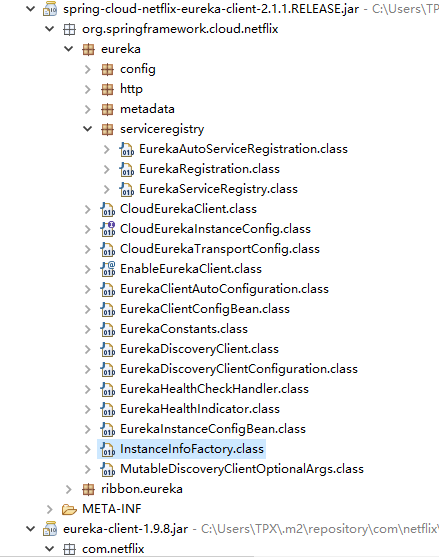 spring-cloud-netflix-eureka-client-2.1.1.RELEASE.jar - C:\Users\TP
org.springframework.cloud.netflix
eureka
config
http
metadata
serviceregistry
EurekaAutoServiceRegistration.class
EurekaRegistration.class
EurekaServiceRegistry.class
CloudEurekaClient.class
CloudEurekaInstanceConfig.class
CloudEurekaTransportConfig.class
EnableEurekaClient.class
EurekaClientAutoConfiguration.class
EurekaClientConfigBean.class
EurekaConstants.class
EurekaDiscoveryClient.class
EurekaDiscoveryClientConfiguration.class
EurekaHealthCheckHandler.class
EurekaHealthIndicator.class
EurekaInstanceConfigBean.class
InstanceInfoFactory.class
MutableDiscoveryClientOptionalArgs.class
ribbon.eureka
META-INF
eureka-client-1.9.8.jar - C:\Users\TPX\.m2\repository\com\netflix\
com.netflix